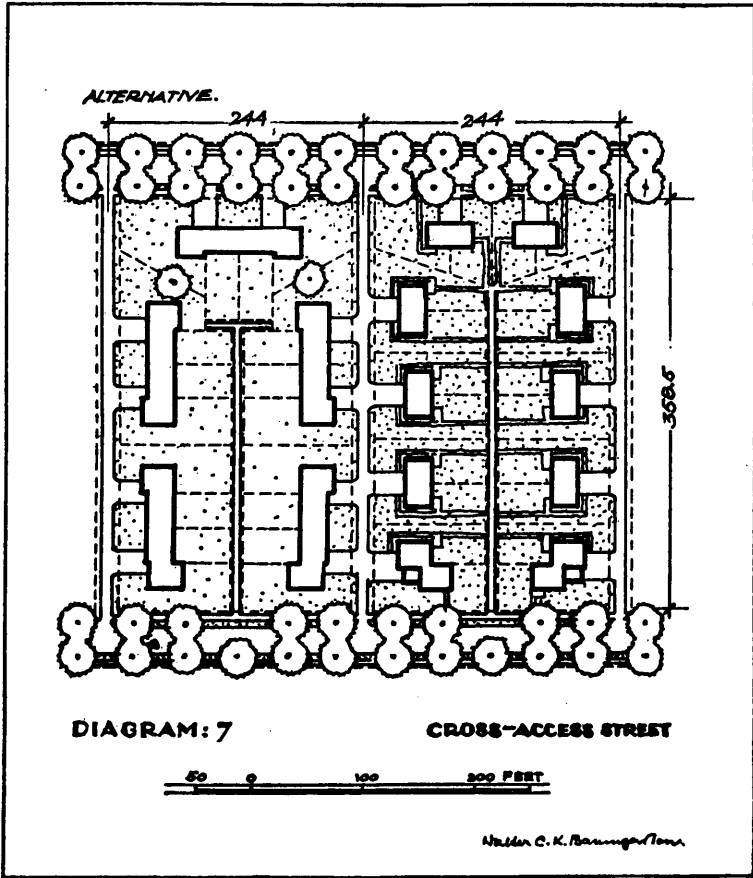 ALTERNATIVE.
244 244
368.5
DIAGRAM: 7 CROSS-ACCESS STREET
50 0 100 200 FEET
Walter C. K. Baumgarten